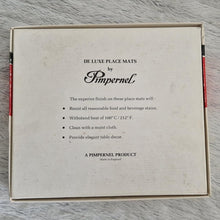 DE LUXE PLACE MATS
by
Pimpernel
The superior finish on these place mats will:
• Resist all reasonable food and beverage stains.
• Withstand heat of 100°C/212°F.
• Clean with a moist cloth.
• Provide elegant table decor.
A PIMPERNEL PRODUCT
Made in England